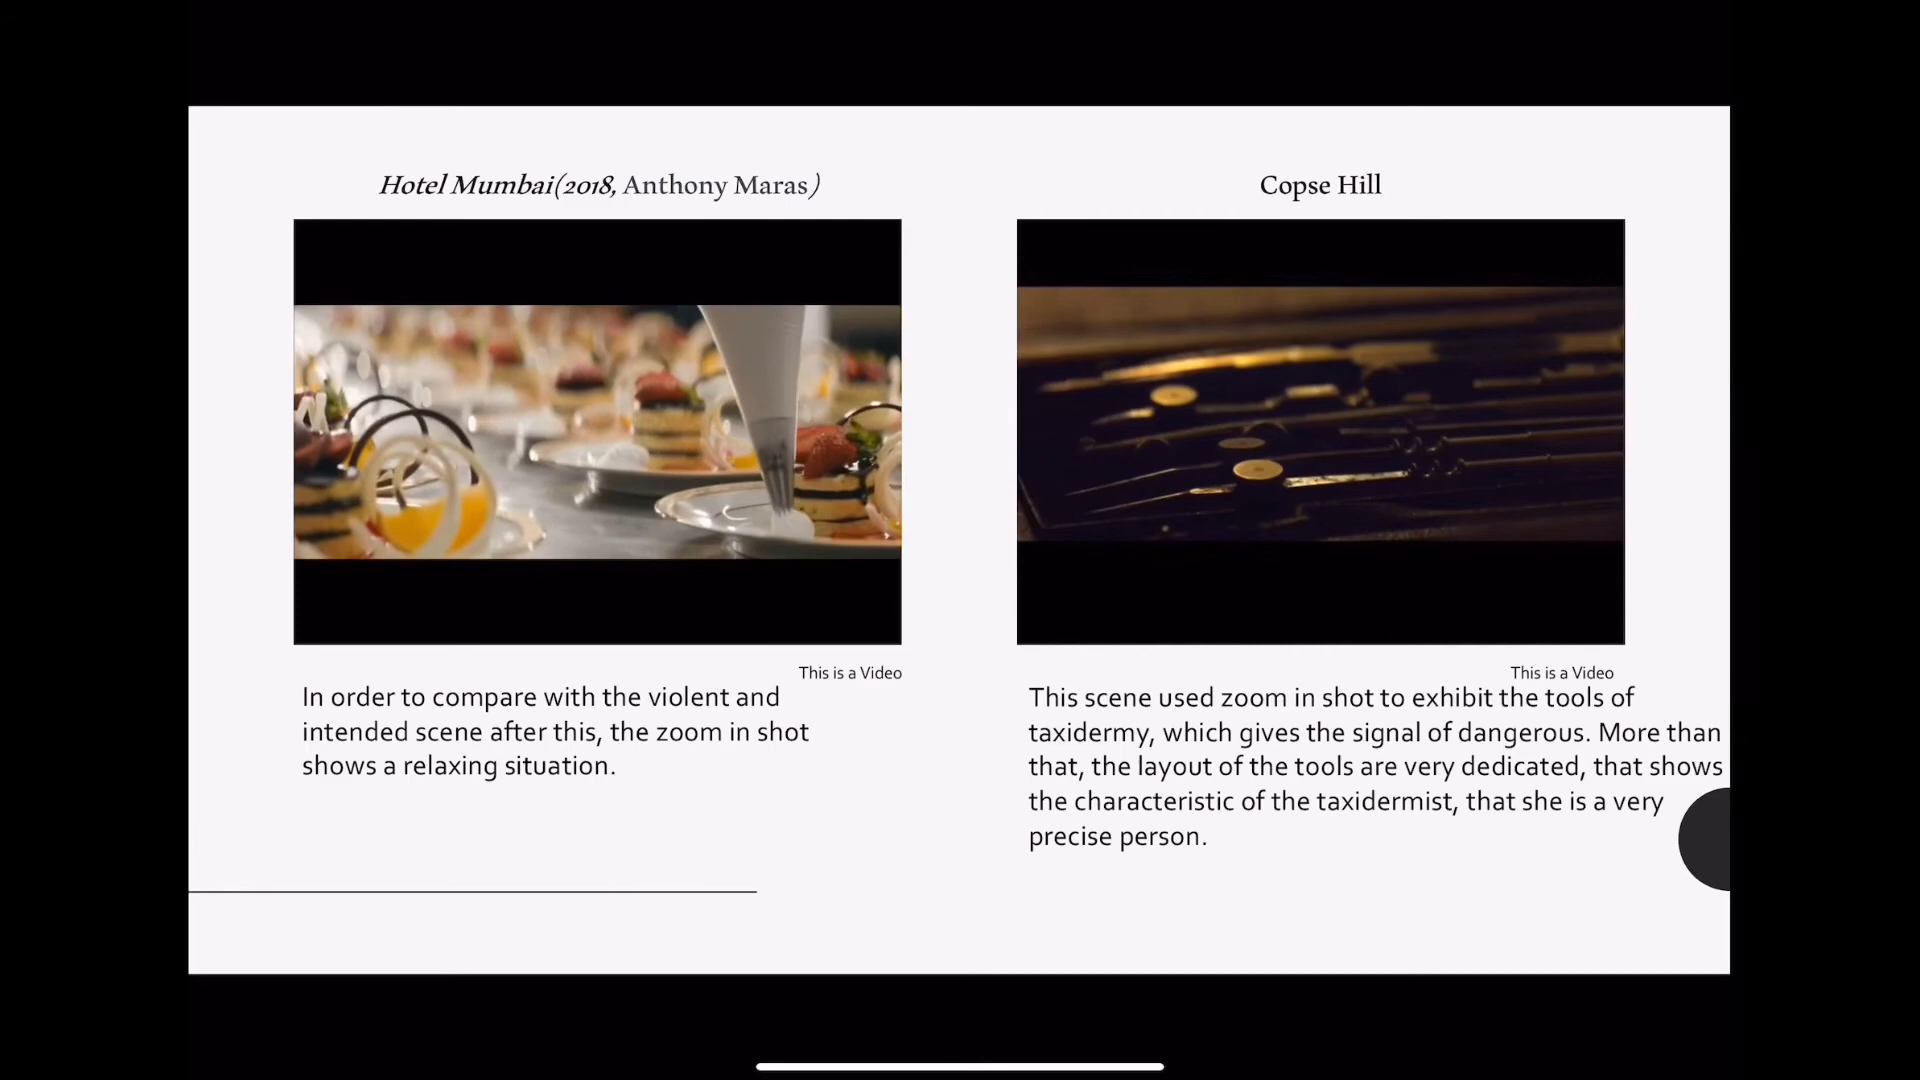 Hotel Mumbai(2018, Anthony Maras)
This is a Video
In order to compare with the violent and
intended scene after this, the zoom in shot
shows a relaxing situation.
Copse Hill
This is a Video
This scene used zoom in shot to exhibit the tools of
taxidermy, which gives the signal of dangerous. More than
that, the layout of the tools are very dedicated, that shows
the characteristic of the taxidermist, that she is a very
precise person.